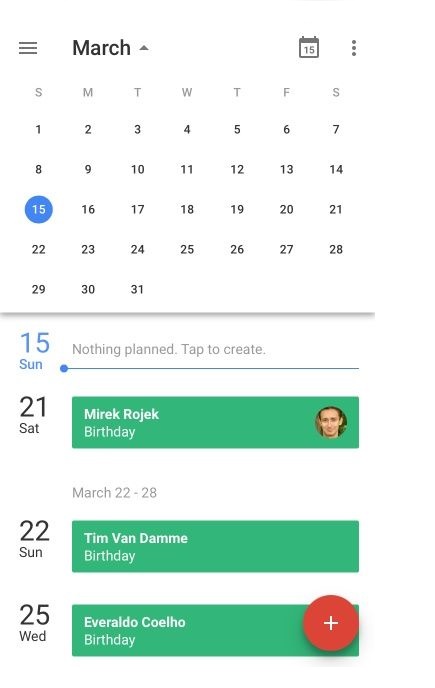 March
15
S M T W T F S
1 2 3 4 5 6 7
8 9 10 11 12 13 14
15 16 17 18 19 20 21
22 23 24 25 26 27 28
29 30 31
15
Sun
Nothing planned. Tap to create.
21
Sat
Mirek Rojek
Birthday
March 22 - 28
22
Sun
Tim Van Damme
Birthday
25
Wed
Everaldo Coelho
Birthday
+